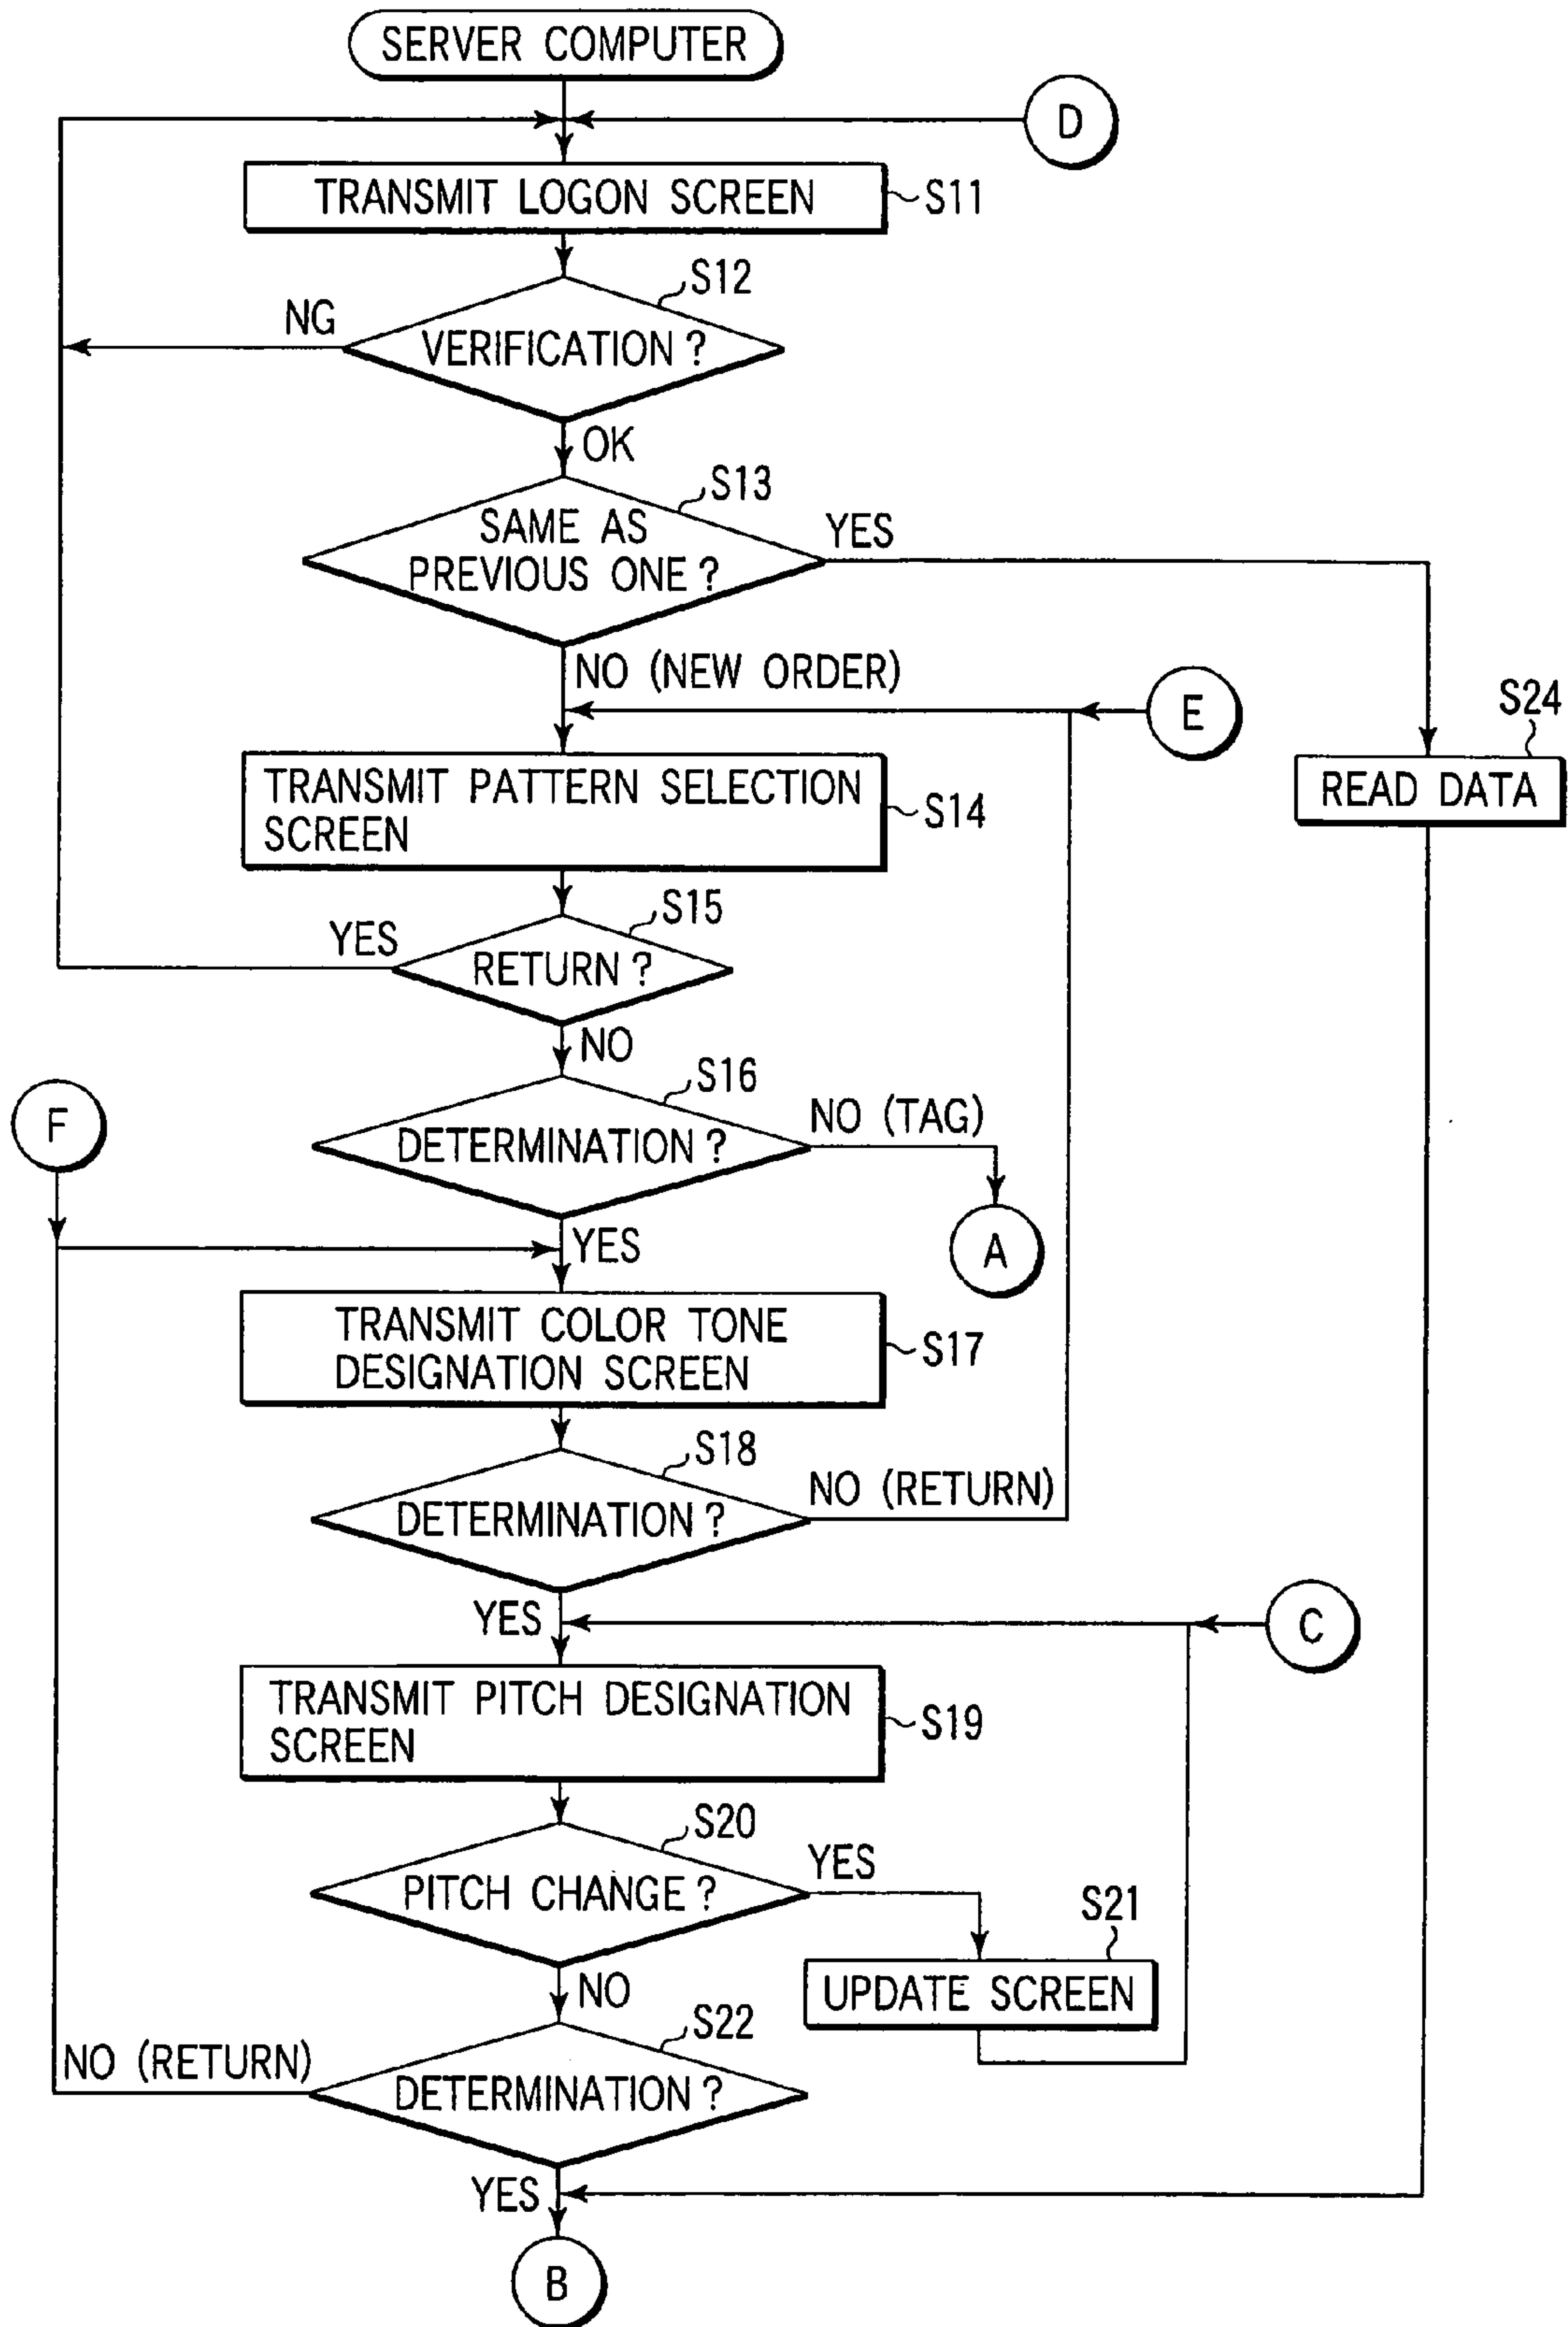 SERVER COMPUTER
D
TRANSMIT LOGON SCREEN
S11
S12
NG
VERIFICATION ?
OK
S13
SAME AS
PREVIOUS ONE ?
YES
NO (NEW ORDER)
E
S24
READ DATA
TRANSMIT PATTERN SELECTION
SCREEN
S14
S15
YES
RETURN ?
NO
S16
F
DETERMINATION ?
NO (TAG)
A
YES
TRANSMIT COLOR TONE
DESIGNATION SCREEN
S17
S18
DETERMINATION ?
NO (RETURN)
YES
C
TRANSMIT PITCH DESIGNATION
SCREEN
S19
S20
PITCH CHANGE ?
YES
S21
UPDATE SCREEN
NO
S22
NO (RETURN)
DETERMINATION ?
YES
B